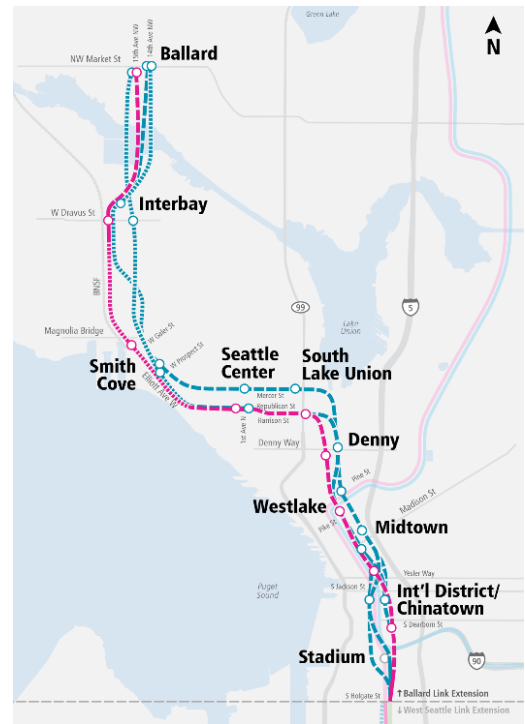 Green Lake
N
15th Ave NW
14th Ave NW
Ballard
NW Market St
Interbay
W Dravus St
BNSF
99
5
Lake
Union
Magnolia Bridge
W Galer St
W Prospect St
Smith
Cove
Elliott Ave W
Seattle
Center
South
Lake Union
Mercer St
Republican St
Harrison St
1st Ave N
Denny Way
Denny
Pine St
Madison St
Westlake
Pike St
Midtown
Yesler Way
Puget
Sound
S Jackson St
Int'l District/
Chinatown
S Dearborn St
Stadium
90
S Holgate St
↑Ballard Link Extension
↓West Seattle Link Extension